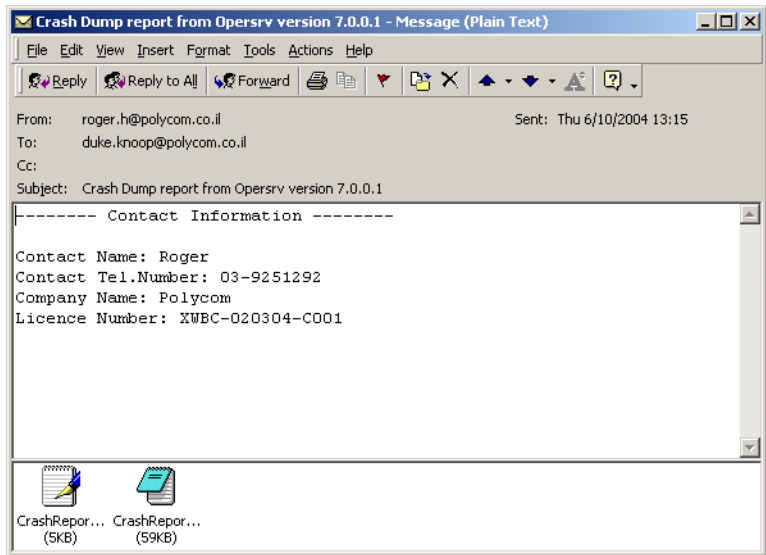 Crash Dump report from Opersrv version 7.0.0.1 - Message (Plain Text)
File Edit View Insert Format Tools Actions Help
Reply Reply to All Forward
From: roger.h@polycom.co.il Sent: Thu 6/10/2004 13:15
To: duke.knoop@polycom.co.il
Cc:
Subject: Crash Dump report from Opersrv version 7.0.0.1
-------- Contact Information --------
Contact Name: Roger
Contact Tel.Number: 03-9251292
Company Name: Polycom
Licence Number: XWBC-020304-C001
CrashRepor... CrashRepor...
(5KB) (59KB)